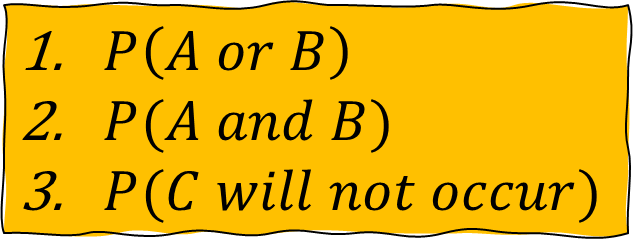 1. P(A or B)
2. P(A and B)
3. P(C will not occur)